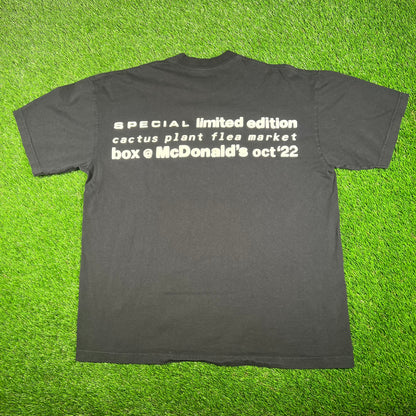 SPECIAL limited edition
cactus plant flea market
box @ McDonald's oct '22